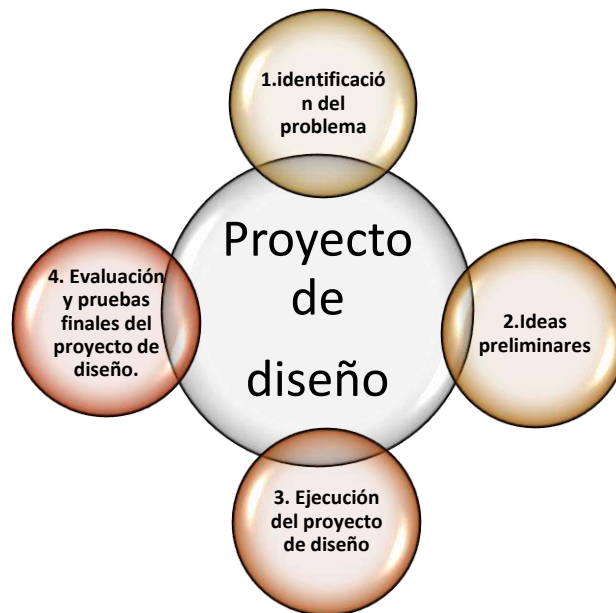 1.identificació
n del
problema
Proyecto
de
diseño
2.Ideas
preliminares
3. Ejecución
del proyecto
de diseño
4. Evaluación
y pruebas
finales del
proyecto de
diseño.